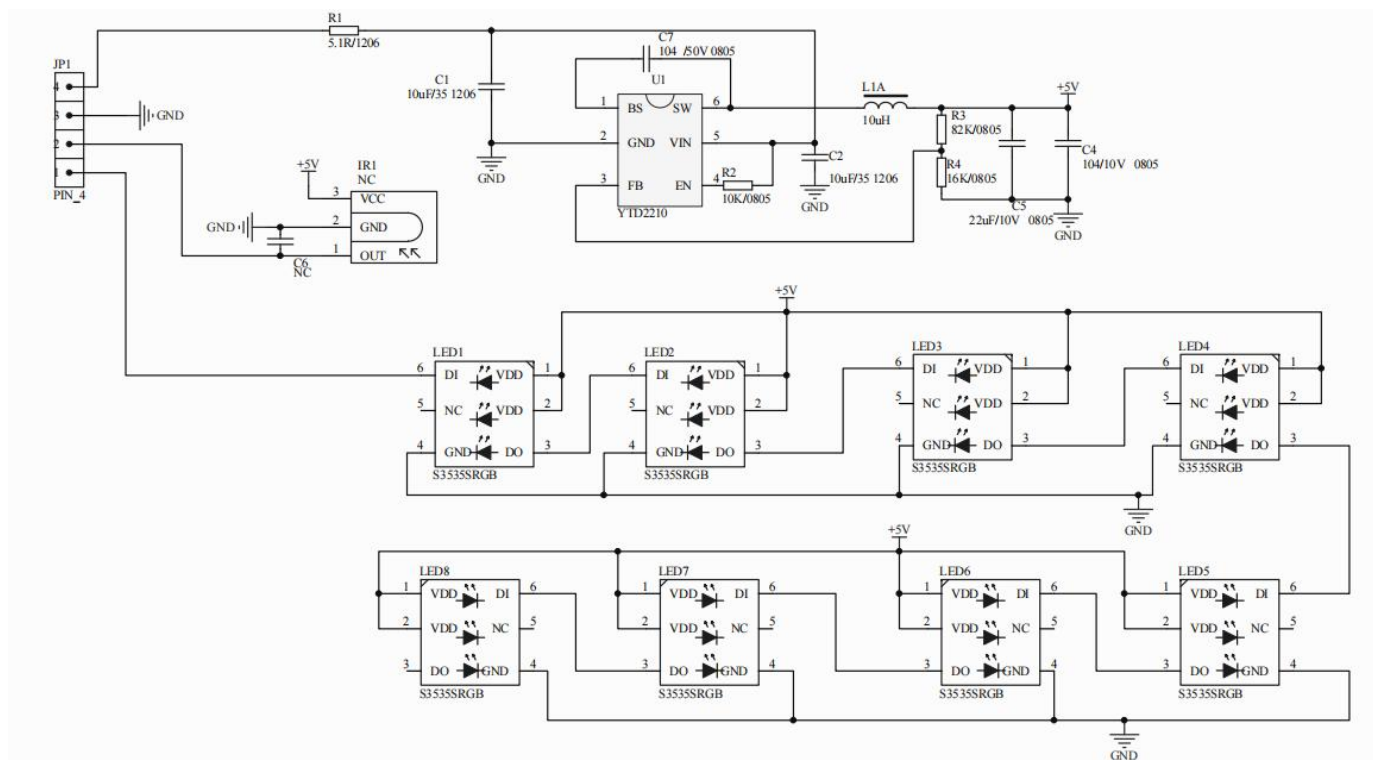 R1
5.1R/1206
C7
104 /50V 0805
JP1
4
3
2
1
PIN_4
GND
C1
10uF/35 1206
GND
U1
YTD2210
1 BS SW 6
2 GND VIN 5
3 FB EN 4
R2
10K/0805
C2
10uF/35 1206
GND
L1A
10uH
+5V
R3
82K/0805
R4
16K/0805
C4
104/10V 0805
C5
22uF/10V 0805
GND
+5V
IR1
NC
3 VCC
2 GND
1 OUT
GND
C6
NC
+5V
LED1
6 DI VDD 1
5 NC VDD 2
4 GND DO 3
S3535SRGB
LED2
6 DI VDD 1
5 NC VDD 2
4 GND DO 3
S3535SRGB
LED3
6 DI VDD 1
5 NC VDD 2
4 GND DO 3
S3535SRGB
LED4
6 DI VDD 1
5 NC VDD 2
4 GND DO 3
S3535SRGB
GND
+5V
LED8
1 VDD DI 6
2 VDD NC 5
3 DO GND 4
S3535SRGB
LED7
1 VDD DI 6
2 VDD NC 5
3 DO GND 4
S3535SRGB
LED6
1 VDD DI 6
2 VDD NC 5
3 DO GND 4
S3535SRGB
LED5
1 VDD DI 6
2 VDD NC 5
3 DO GND 4
S3535SRGB
GND